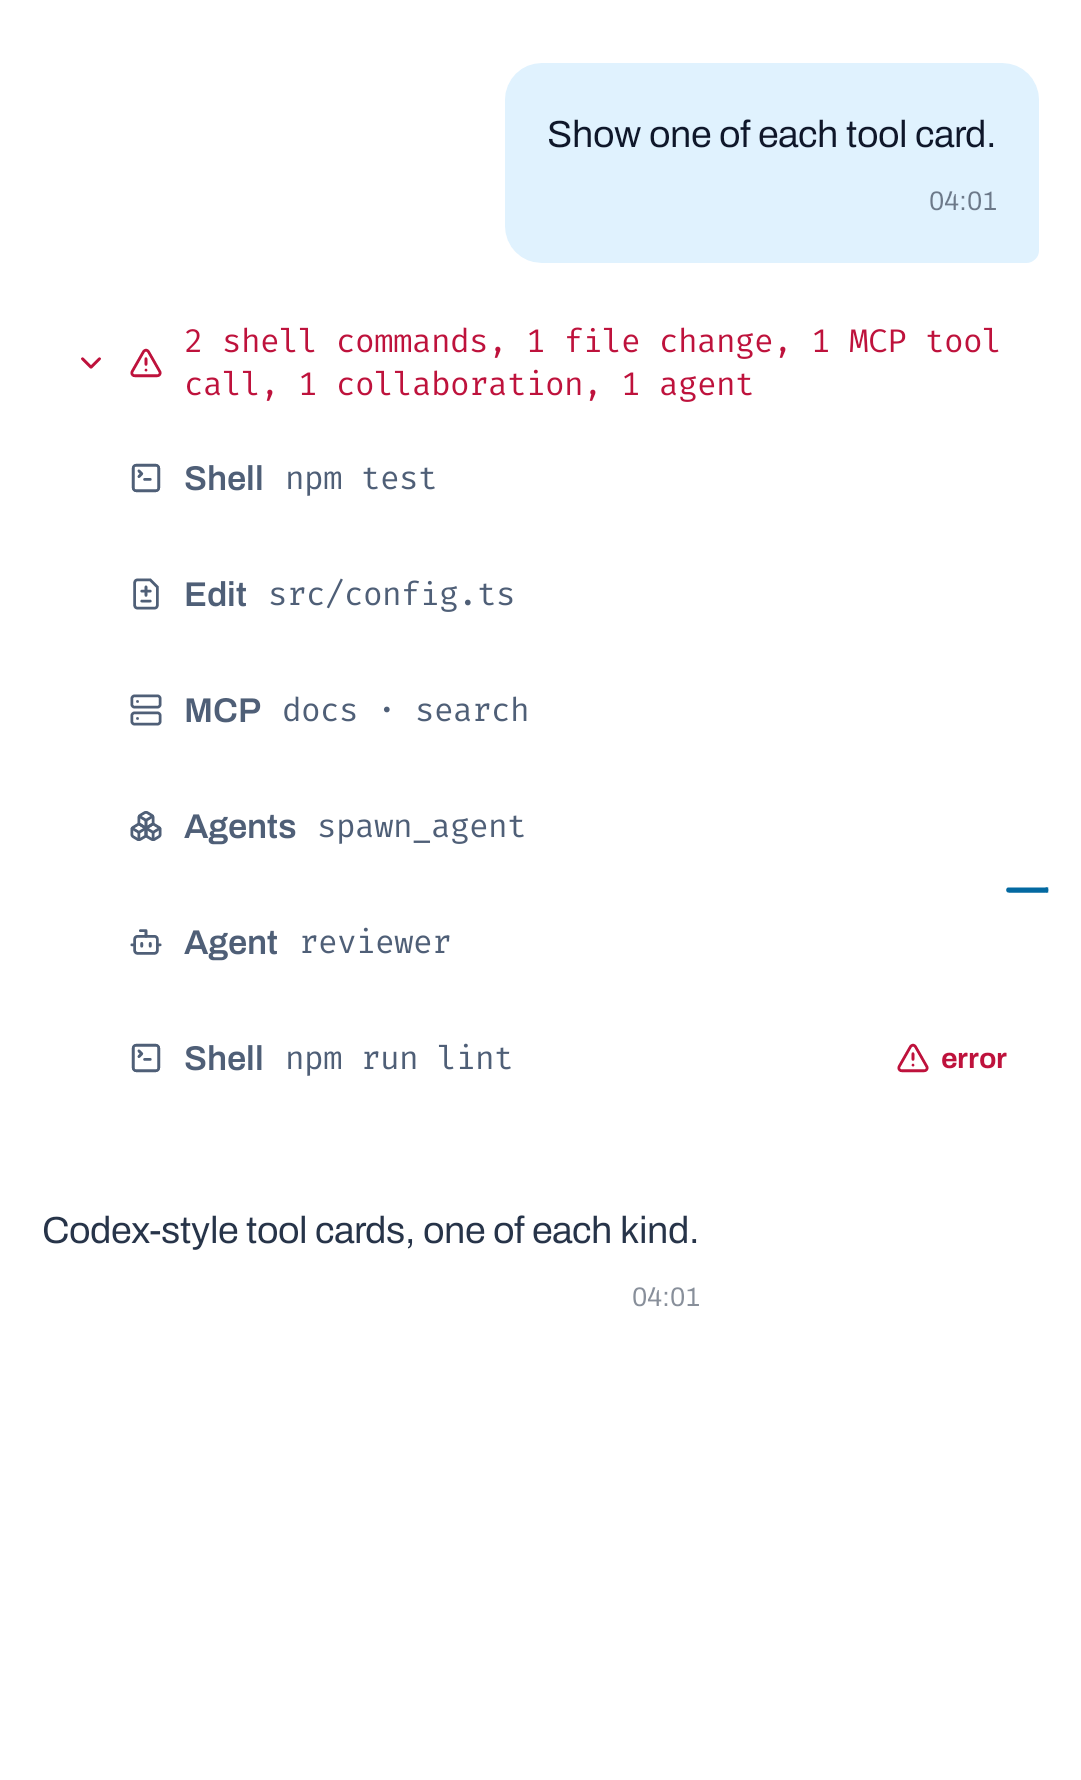 Show one of each tool card.
04:01
2 shell commands, 1 file change, 1 MCP tool
call, 1 collaboration, 1 agent
Shell npm test
Edit src/config.ts
MCP docs · search
Agents spawn_agent
Agent reviewer
Shell npm run lint error
Codex-style tool cards, one of each kind.
04:01